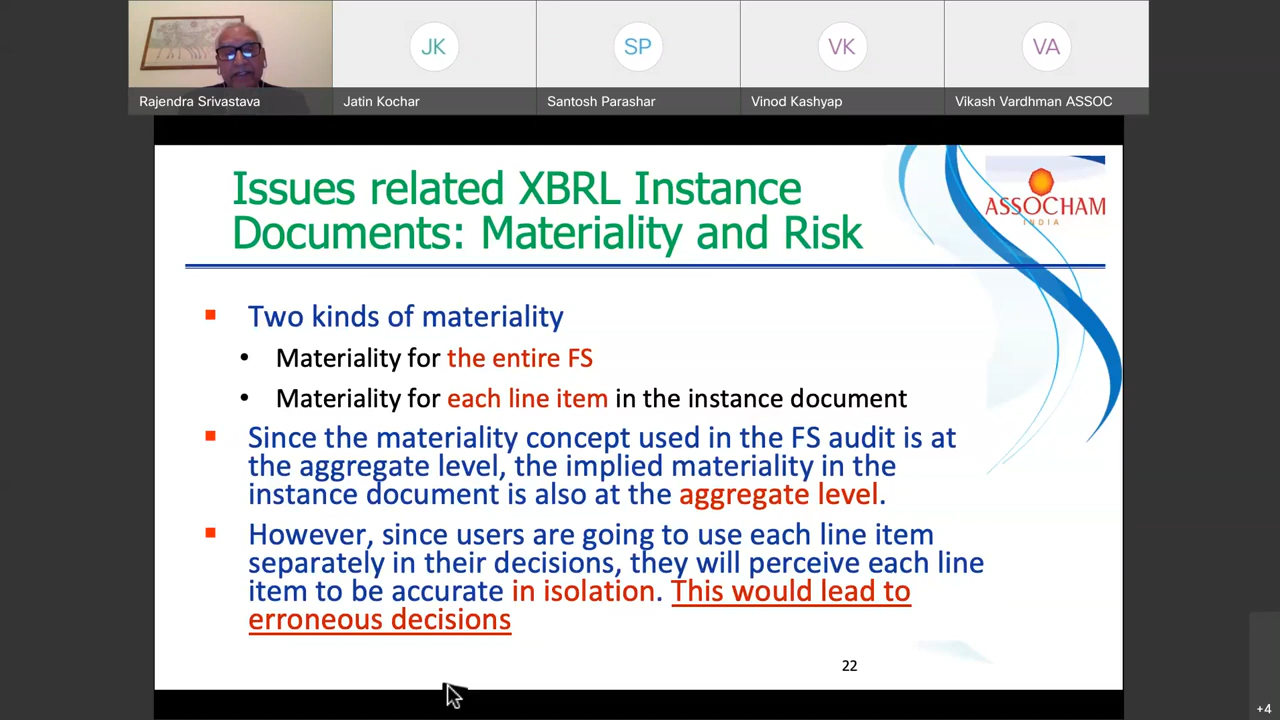 JK
SP
VK
VA
Rajendra Srivastava
Jatin Kochar
Santosh Parashar
Vinod Kashyap
Vikash Vardhman ASSOC
Issues related XBRL Instance
Documents: Materiality and Risk
ASSOCHAM
INDIA
Two kinds of materiality
Materiality for the entire FS
Materiality for each line item in the instance document
Since the materiality concept used in the FS audit is at
the aggregate level, the implied materiality in the
instance document is also at the aggregate level.
However, since users are going to use each line item
separately in their decisions, they will perceive each line
item to be accurate in isolation. This would lead to
erroneous decisions
22
+4